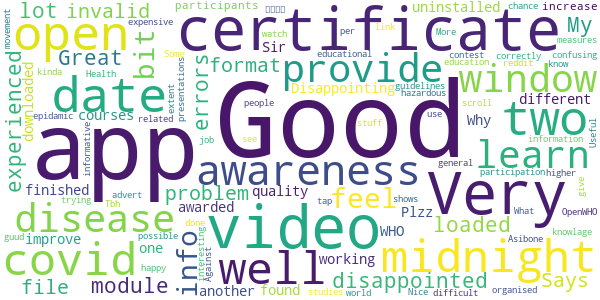 lot invalid expensive participants certificate uninstalled chance increase
movement Some Sir watch per link My More measures
open bit Great format educational contest correctly confusing
experienced downloaded Health errors provide education reddit know
date courses extent presentations Disappointing guidelines window different
epidemic related job people hazardous scroll two
app informative Good use stuff see Why information Useful
finished awareness learn general participation higher
trying problem quality feel Plzz Very give
disease Tbh advert awarded tap shows What OpenWHO
improve possible one info done video WHO loaded Asibone knowlage
guud Against interesting working midnight
covid happy module well disappointed says
file another found studies world Nice difficult organised